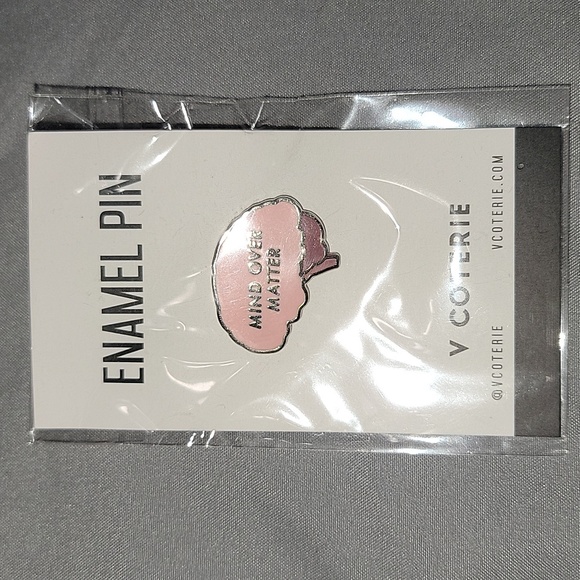 ENAMEL PIN
MIND OVER
MATTER
V COTERIE
@VCOTERIE
VCOTERIE.COM